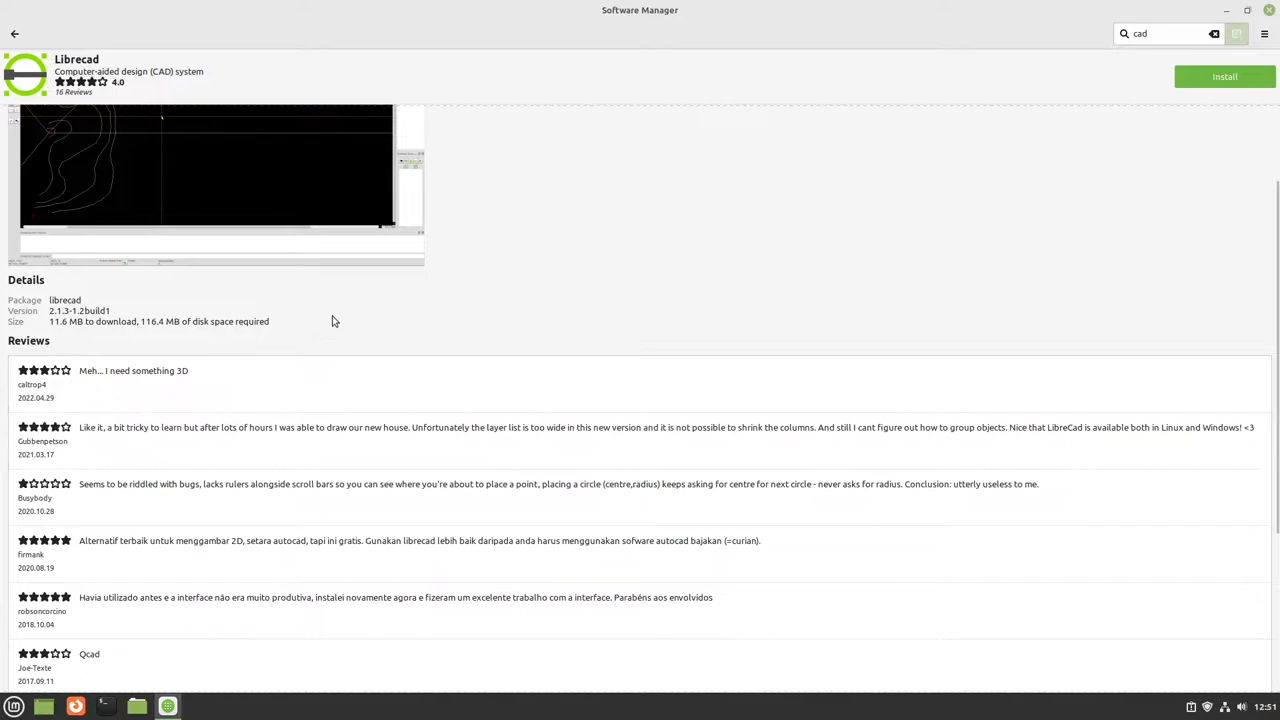 Software Manager
cad
Librecad
Computer-aided design (CAD) system
4.0
16 Reviews
Install
Details
Package librecad
Version 2.1.3-1.2build1
Size 11.6 MB to download, 116.4 MB of disk space required
Reviews
Meh... I need something 3D
caltrop4
2022.04.29
Like it, a bit tricky to learn but after lots of hours I was able to draw our new house. Unfortunately the layer list is too wide in this new version and it is not possible to shrink the columns. And still I cant figure out how to group objects. Nice that LibreCad is available both in Linux and Windows! <3
Gubbenpetson
2021.03.17
Seems to be riddled with bugs, lacks rulers alongside scroll bars so you can see where you're about to place a point, placing a circle (centre,radius) keeps asking for centre for next circle - never asks for radius. Conclusion: utterly useless to me.
Busybody
2020.10.28
Alternatif terbaik untuk menggambar 2D, setara autocad, tapi ini gratis. Gunakan librecad lebih baik daripada anda harus menggunakan sofware autocad bajakan (=curian).
firmank
2020.08.19
Havia utilizado antes e a interface não era muito produtiva, instalei novamente agora e fizeram um excelente trabalho com a interface. Parabéns aos envolvidos
robsoncorcino
2018.10.04
Qcad
Joe-Texte
2017.09.11
12:51